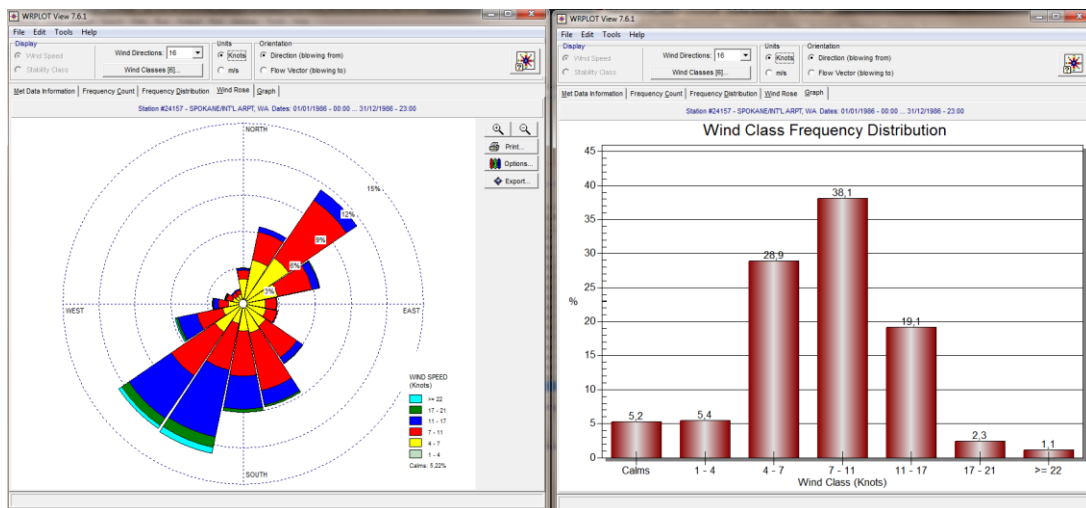 WRPLOT View 7.6.1
File Edit Tools Help
Display
Wind Speed
Stability Class
Wind Directions: 16
Wind Classes [6]...
Units
Knots
m/s
Orientation
Direction (blowing from)
Flow Vector (blowing to)
Met Data Information Frequency Count Frequency Distribution Wind Rose Graph
Station #24157 - SPOKANE/INT'L ARPT, WA Dates: 01/01/1986 - 00:00 ... 31/12/1986 - 23:00
NORTH
15%
12%
9%
6%
3%
WEST
EAST
SOUTH
Print...
Options...
Export...
WIND SPEED
(Knots)
>= 22
17 - 21
11 - 17
7 - 11
4 - 7
1 - 4
Calms: 5,22%
WRPLOT View 7.6.1
File Edit Tools Help
Display
Wind Speed
Stability Class
Wind Directions: 16
Wind Classes [6]...
Units
Knots
m/s
Orientation
Direction (blowing from)
Flow Vector (blowing to)
Met Data Information Frequency Count Frequency Distribution Wind Rose Graph
Station #24157 - SPOKANE/INT'L ARPT, WA Dates: 01/01/1986 - 00:00 ... 31/12/1986 - 23:00
Wind Class Frequency Distribution
45
40
35
30
25
20
15
10
5
0
%
5,2
5,4
28,9
38,1
19,1
2,3
1,1
Calms 1 - 4 4 - 7 7 - 11 11 - 17 17 - 21 >= 22
Wind Class (Knots)